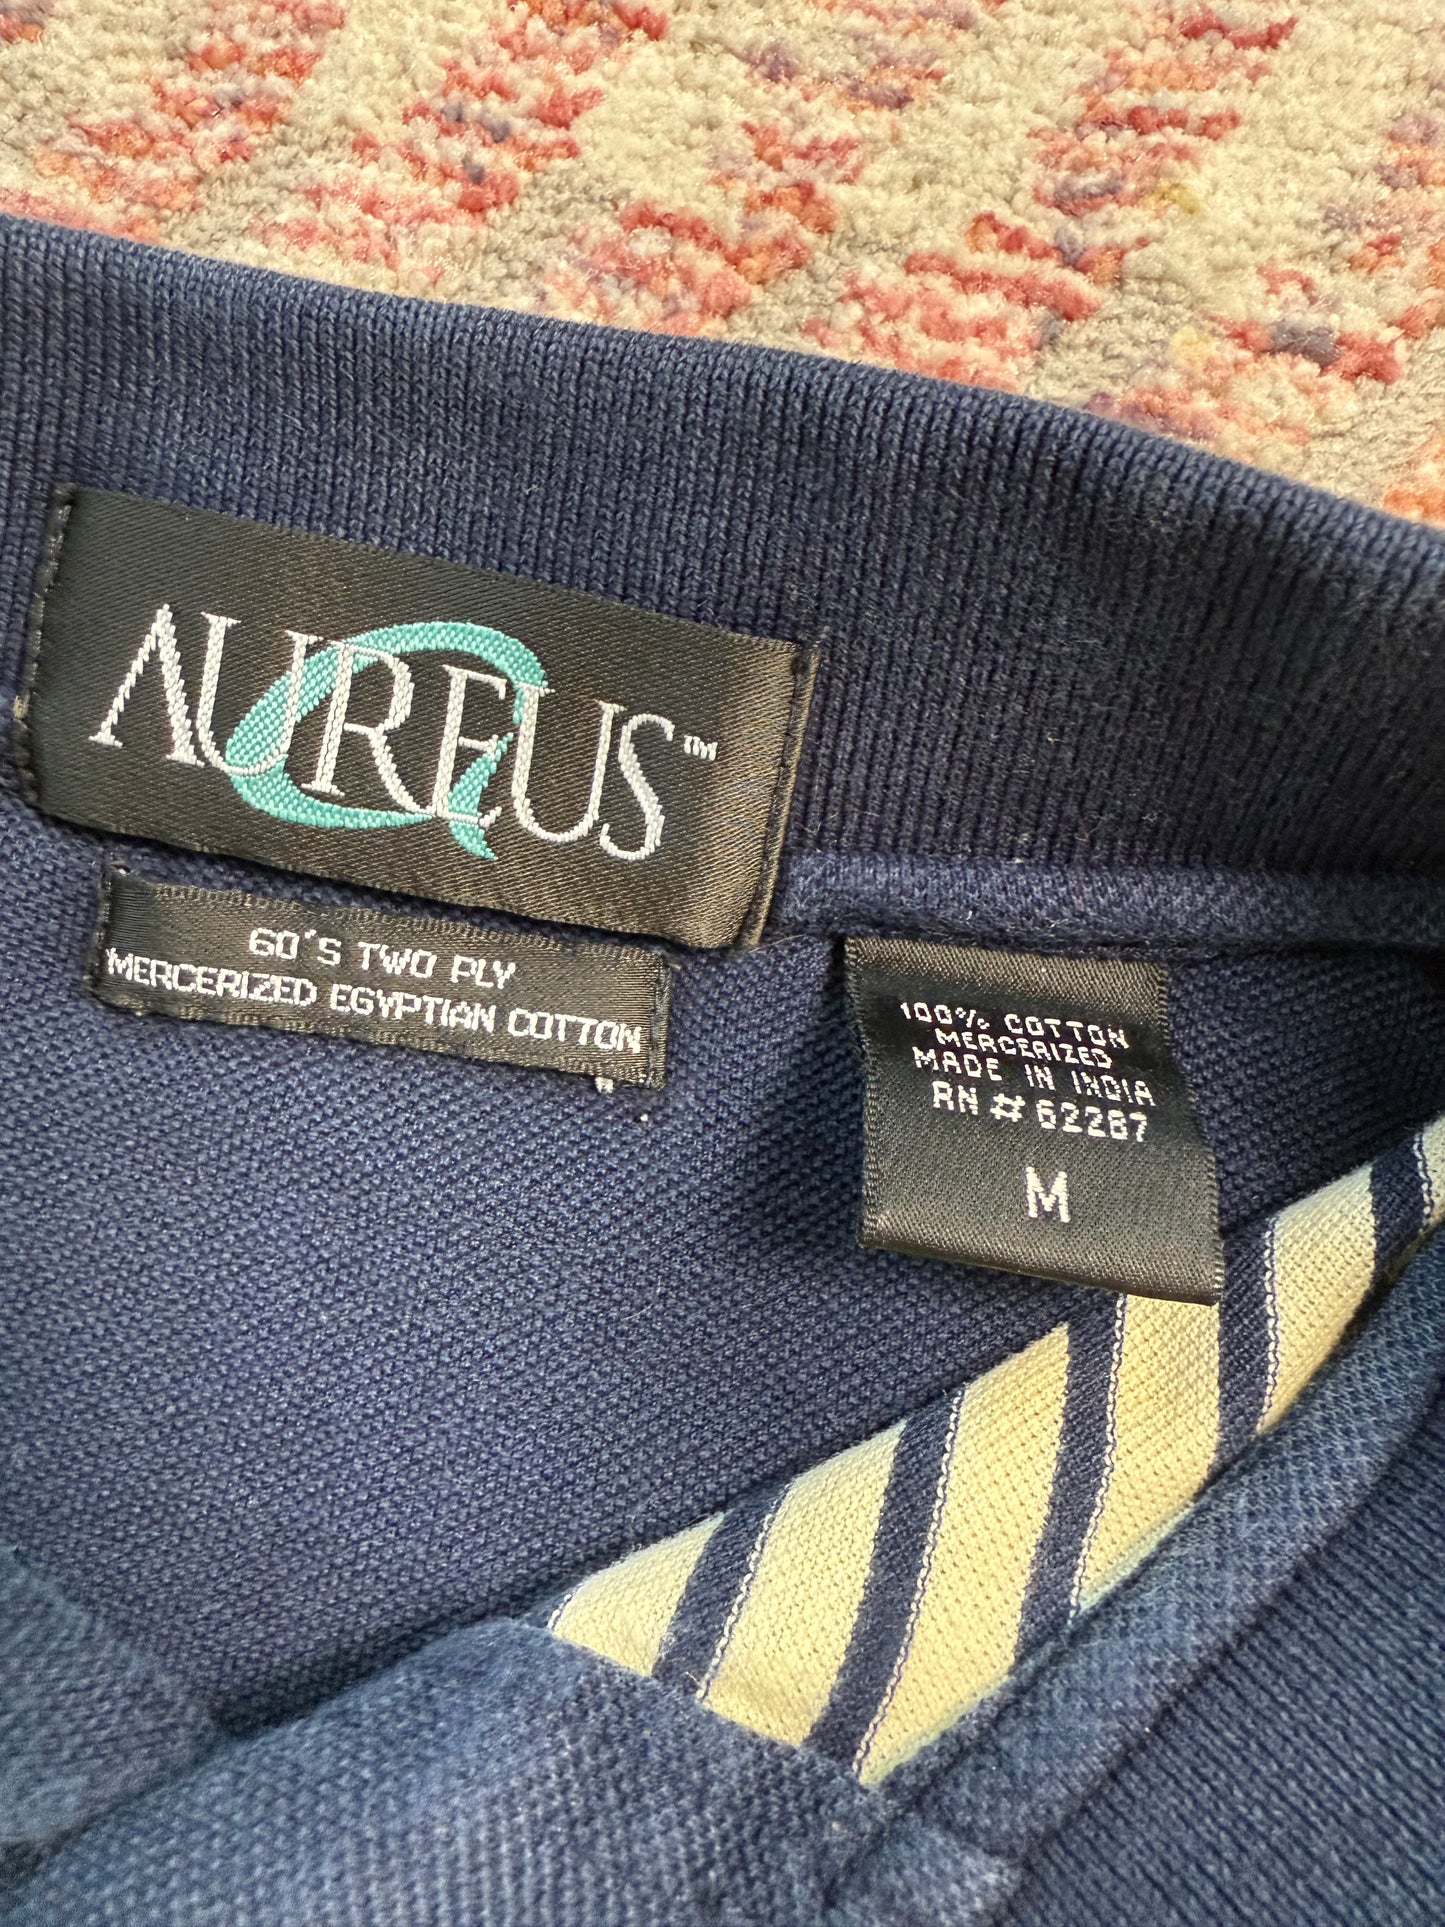 AUREUS™
60'S TWO PLY
MERCERIZED EGYPTIAN COTTON
100% COTTON
MERCERIZED
MADE IN INDIA
RN # 62287
M